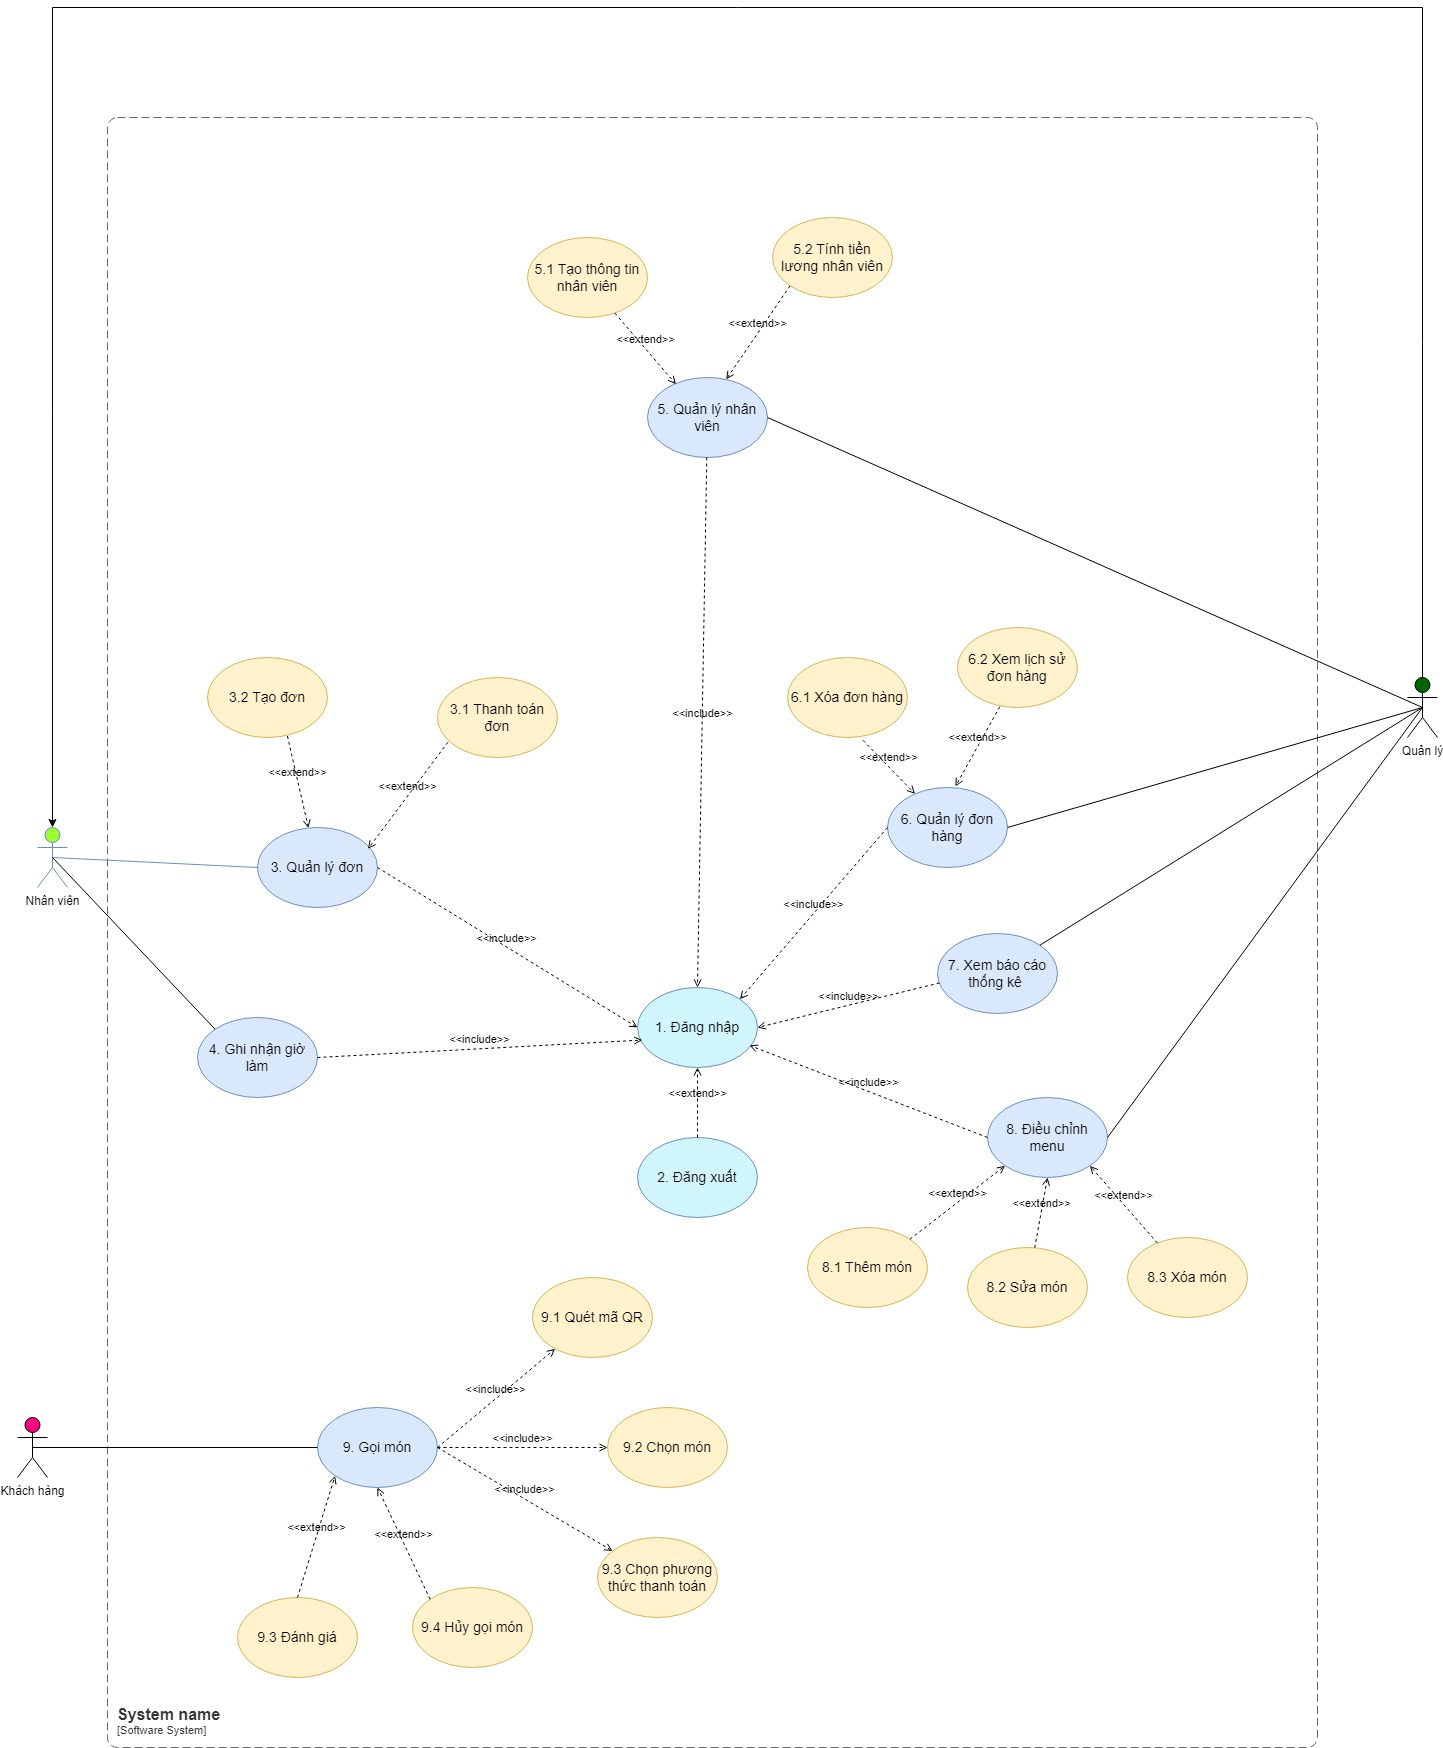 5.2 Tính tiền
lương nhân viên
5.1 Tạo thông tin
nhân viên
<<extend>>
<<extend>>
5. Quản lý nhân
viên
<<include>>
3.2 Tạo đơn
3.1 Thanh toán
đơn
<<extend>>
<<extend>>
6.1 Xóa đơn hàng
6.2 Xem lịch sử
đơn hàng
<<extend>>
<<extend>>
Quản lý
6. Quản lý đơn
hàng
3. Quản lý đơn
Nhân viên
<<include>>
<<include>>
7. Xem báo cáo
thống kê
<<include>>
1. Đăng nhập
4. Ghi nhận giờ
làm
<<include>>
<<include>>
<<extend>>
8. Điều chỉnh
menu
2. Đăng xuất
<<extend>>
<<extend>>
<<extend>>
8.1 Thêm món
8.2 Sửa món
8.3 Xóa món
9.1 Quét mã QR
<<include>>
9. Gọi món
<<include>>
9.2 Chọn món
<<include>>
Khách hàng
<<extend>>
<<extend>>
9.3 Chọn phương
thức thanh toán
9.3 Đánh giá
9.4 Hủy gọi món
System name
[Software System]